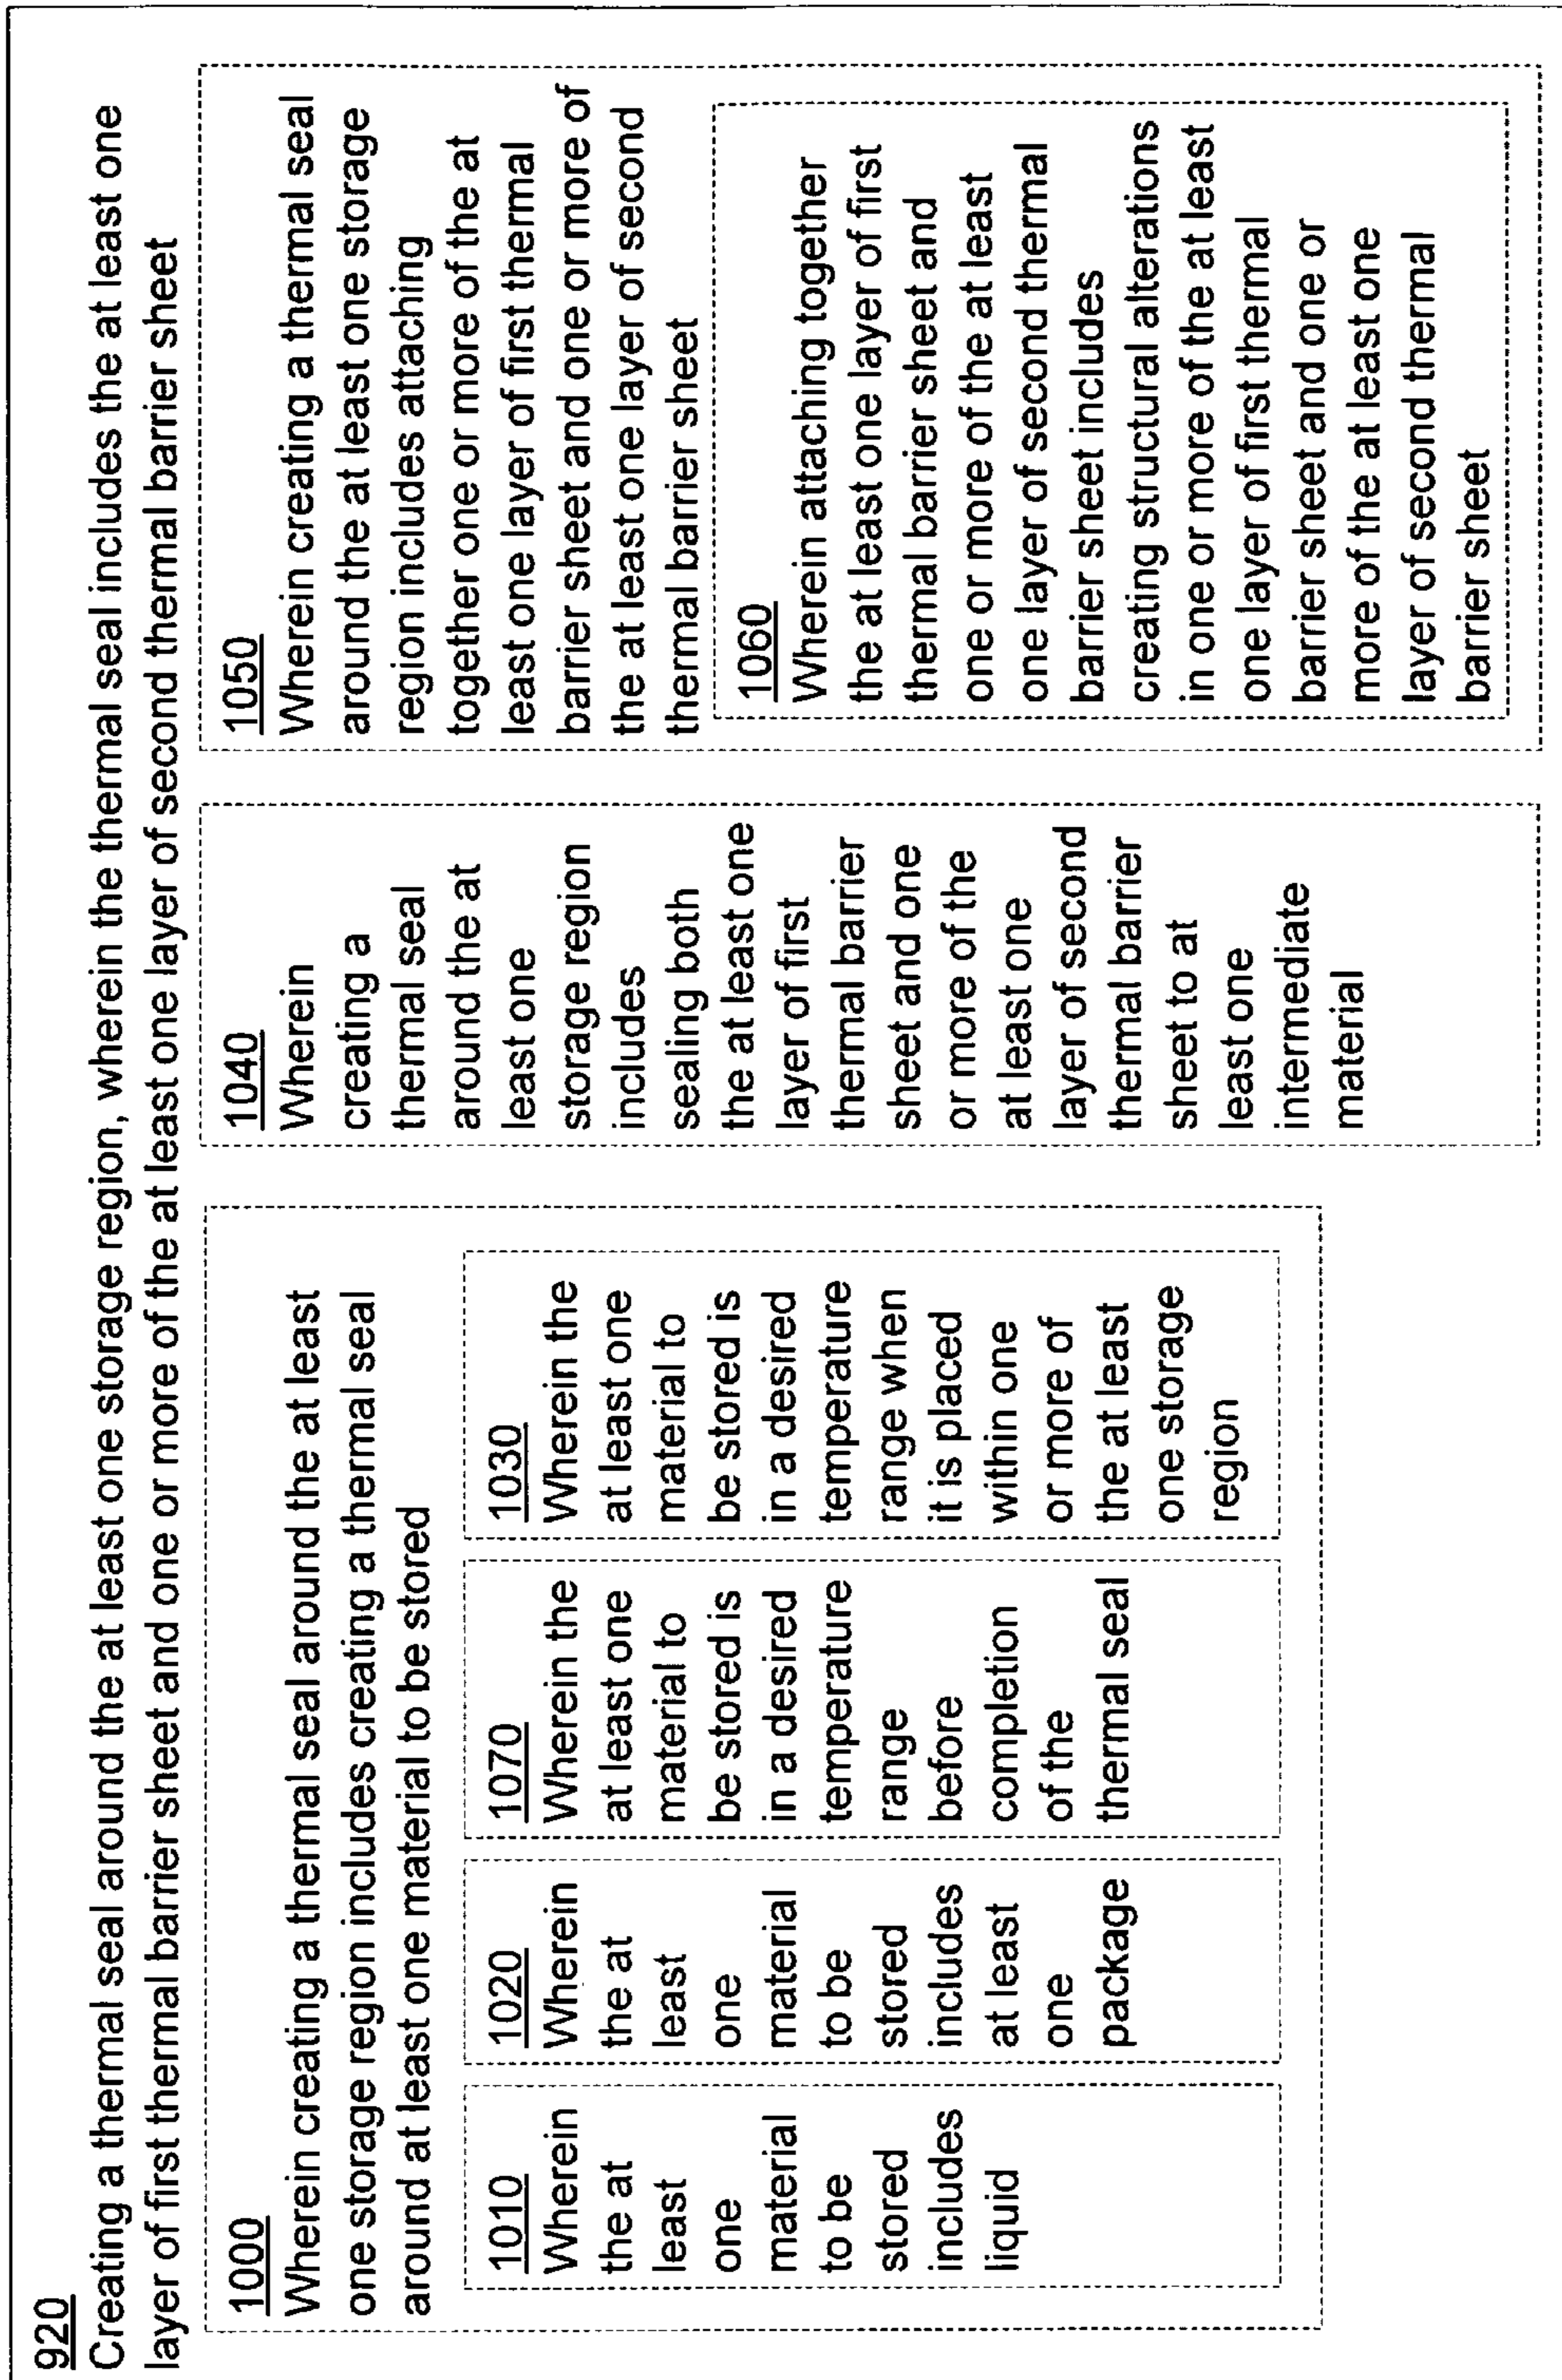 920
Creating a thermal seal around the at least one storage region, wherein the thermal seal includes the at least one
layer of first thermal barrier sheet and one or more of the at least one layer of second thermal barrier sheet
1000
Wherein creating a thermal seal around the at least
one storage region includes creating a thermal seal
around at least one material to be stored
1010
Wherein
the at
least
one
material
to be
stored
includes
liquid
1020
Wherein
the at
least
one
material
to be
stored
includes
at least
one
package
1070
Wherein the
at least one
material to
be stored is
in a desired
temperature
range
before
completion
of the
thermal seal
1030
Wherein the
at least one
material to
be stored is
in a desired
temperature
range when
it is placed
within one
or more of
the at least
one storage
region
1040
Wherein
creating a
thermal seal
around the at
least one
storage region
includes
sealing both
the at least one
layer of first
thermal barrier
sheet and one
or more of the
at least one
layer of second
thermal barrier
sheet to at
least one
intermediate
material
1050
Wherein creating a thermal seal
around the at least one storage
region includes attaching
together one or more of the at
least one layer of first thermal
barrier sheet and one or more of
the at least one layer of second
thermal barrier sheet
1060
Wherein attaching together
the at least one layer of first
thermal barrier sheet and
one or more of the at least
one layer of second thermal
barrier sheet includes
creating structural alterations
in one or more of the at least
one layer of first thermal
barrier sheet and one or
more of the at least one
layer of second thermal
barrier sheet